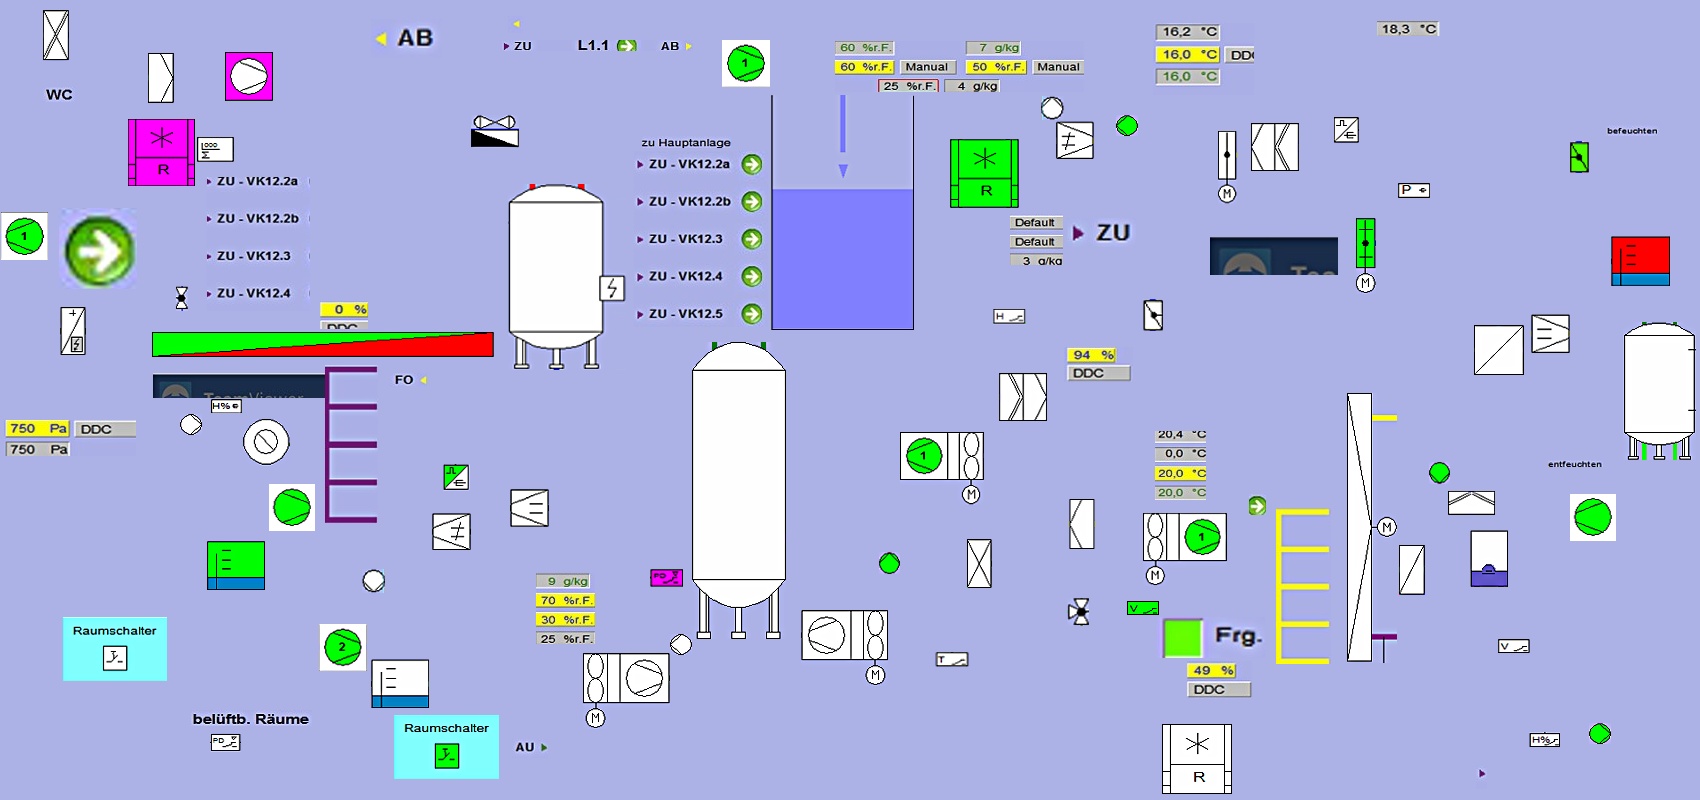 AB
ZU
L1.1
AB
1
60 %r.F.
7 g/kg
60 %r.F.
Manual
50 %r.F.
Manual
25 %r.F.
4 g/kg
16,2 °C
16,0 °C
DDC
16,0 °C
18,3 °C
WC
R
1000
Σ
ZU - VK12.2a
ZU - VK12.2b
ZU - VK12.3
ZU - VK12.4
1
zu Hauptanlage
ZU - VK12.2a
ZU - VK12.2b
ZU - VK12.3
ZU - VK12.4
ZU - VK12.5
R
Default
Default
3 g/kg
ZU
M
P
befeuchten
M
H
0 %
DDC
TeamViewer
FO
H%
750 Pa
DDC
750 Pa
94 %
DDC
1
M
20,4 °C
0,0 °C
20,0 °C
20,0 °C
1
M
M
entfeuchten
9 g/kg
70 %r.F.
30 %r.F.
25 %r.F.
PD
V
Frg.
49 %
DDC
V
T
M
M
2
Raumschalter
belüftb. Räume
PD
Raumschalter
AU
R
H%